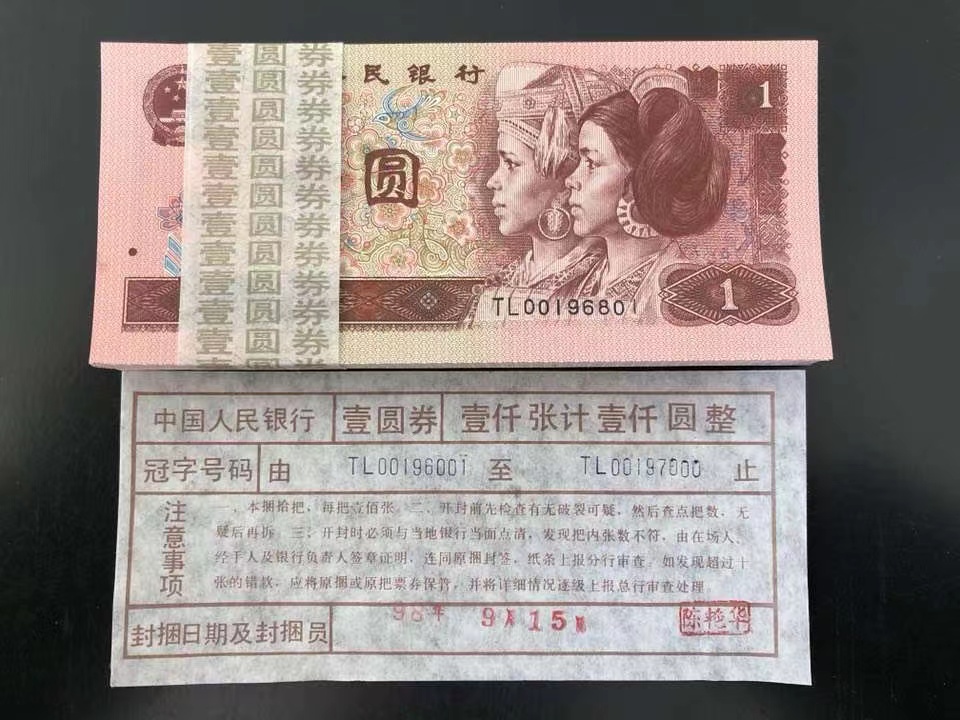 民银行
圆
1
TL00196801
1
壹圆券
壹圆券
壹圆券
壹圆券
壹圆券
壹圆券
壹圆券
壹圆券
壹圆券
壹圆券
壹圆券
中国人民银行 壹圆券 壹仟张计壹仟圆整
冠字号码 由 TL00196001 至 TL00197000 止
注意事项
一、本捆拾把，每把壹佰张 二、开封前先检查有无破裂可疑，然后查点把数，无
疑后再拆 三、开封时必须与当地银行当面点清，发现把内张数不符，由在场人、
经手人及银行负责人签章证明，连同原捆封签，纸条上报分行审查。如发现超过十
张的错款，应将原捆或原把票券保管，并将详细情况逐级上报总行审查处理。
98年 9月15日
陈艳华
封捆日期及封捆员